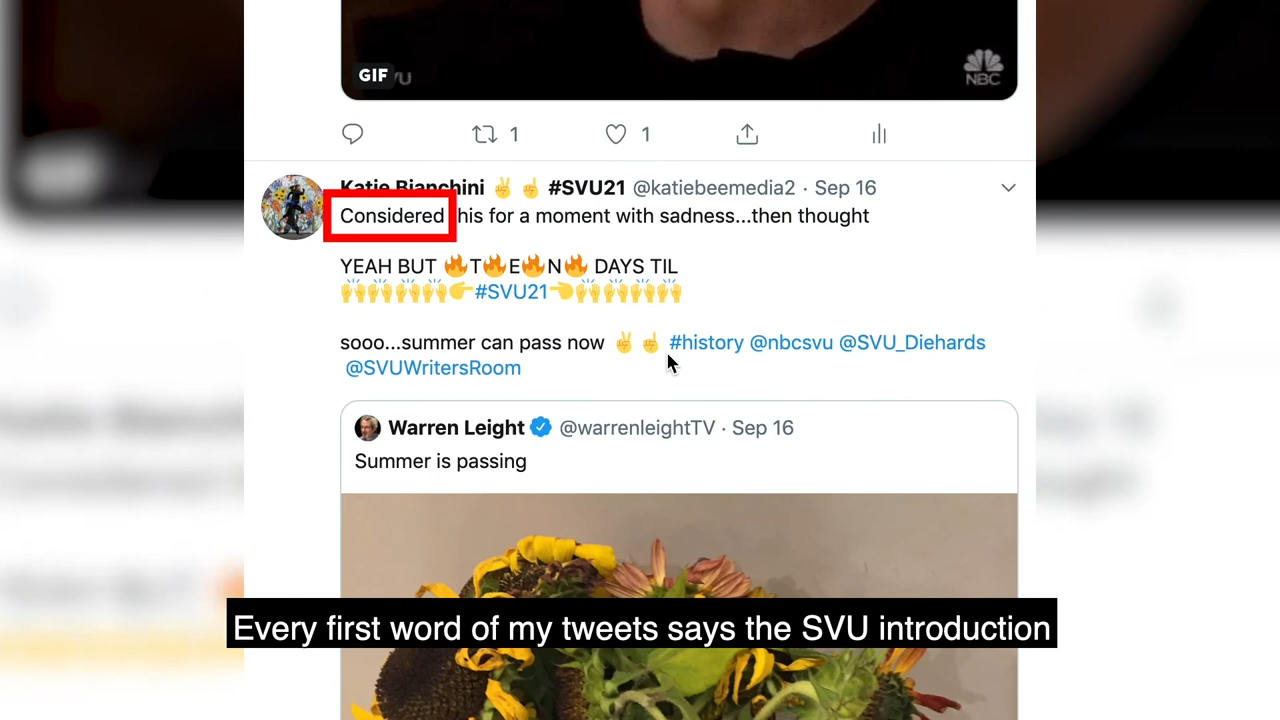 GIF
NBC
1 1
Katie Bianchini ✌️ ☝️ #SVU21 @katiebeemedia2 · Sep 16
Considered his for a moment with sadness...then thought
YEAH BUT 🔥T🔥E🔥N🔥 DAYS TIL
🙌🙌🙌🙌👉#SVU21👈🙌🙌🙌🙌
sooo...summer can pass now ✌️ ☝️ #history @nbcsvu @SVU_Diehards
@SVUWritersRoom
Warren Leight @warrenleightTV · Sep 16
Summer is passing
Every first word of my tweets says the SVU introduction